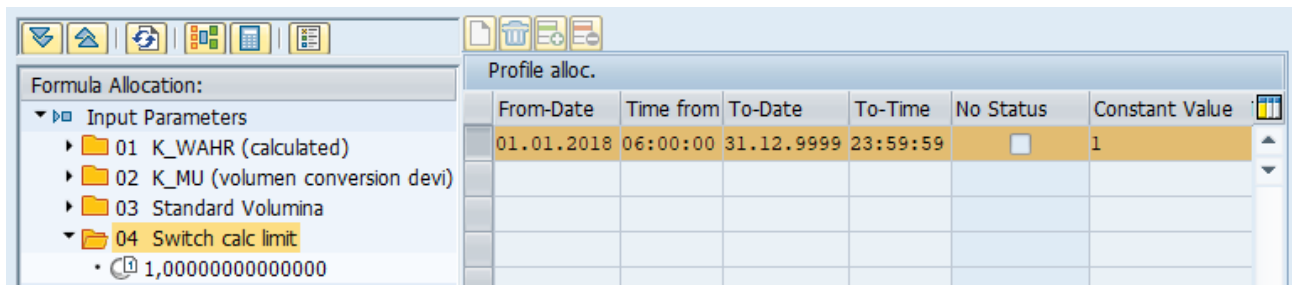 Formula Allocation:
Input Parameters
01 K_WAHR (calculated)
02 K_MU (volumen conversion devi)
03 Standard Volumina
04 Switch calc limit
1,00000000000000
Profile alloc.
From-Date Time from To-Date To-Time No Status Constant Value
01.01.2018 06:00:00 31.12.9999 23:59:59 1